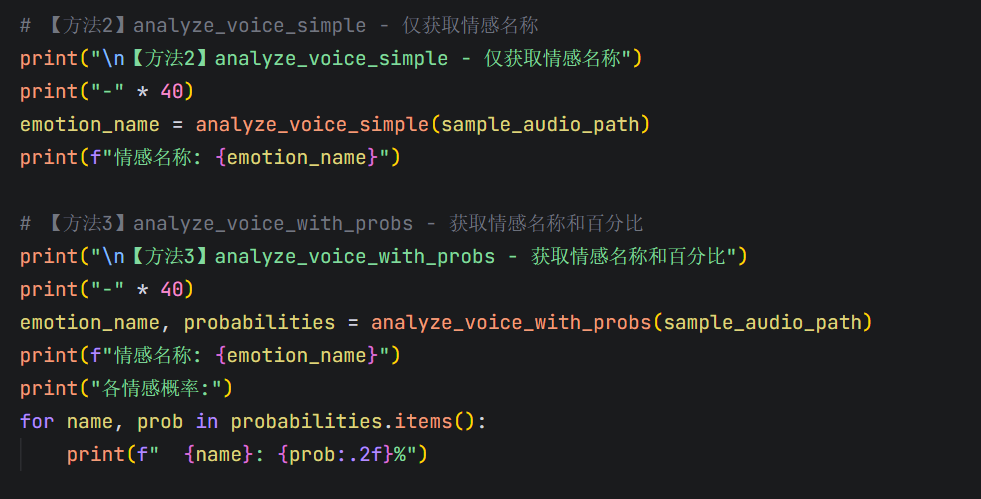 # 【方法2】analyze_voice_simple - 仅获取情感名称
print("\n【方法2】analyze_voice_simple - 仅获取情感名称")
print("-" * 40)
emotion_name = analyze_voice_simple(sample_audio_path)
print(f"情感名称: {emotion_name}")

# 【方法3】analyze_voice_with_probs - 获取情感名称和百分比
print("\n【方法3】analyze_voice_with_probs - 获取情感名称和百分比")
print("-" * 40)
emotion_name, probabilities = analyze_voice_with_probs(sample_audio_path)
print(f"情感名称: {emotion_name}")
print("各情感概率:")
for name, prob in probabilities.items():
    print(f"  {name}: {prob:.2f}%")